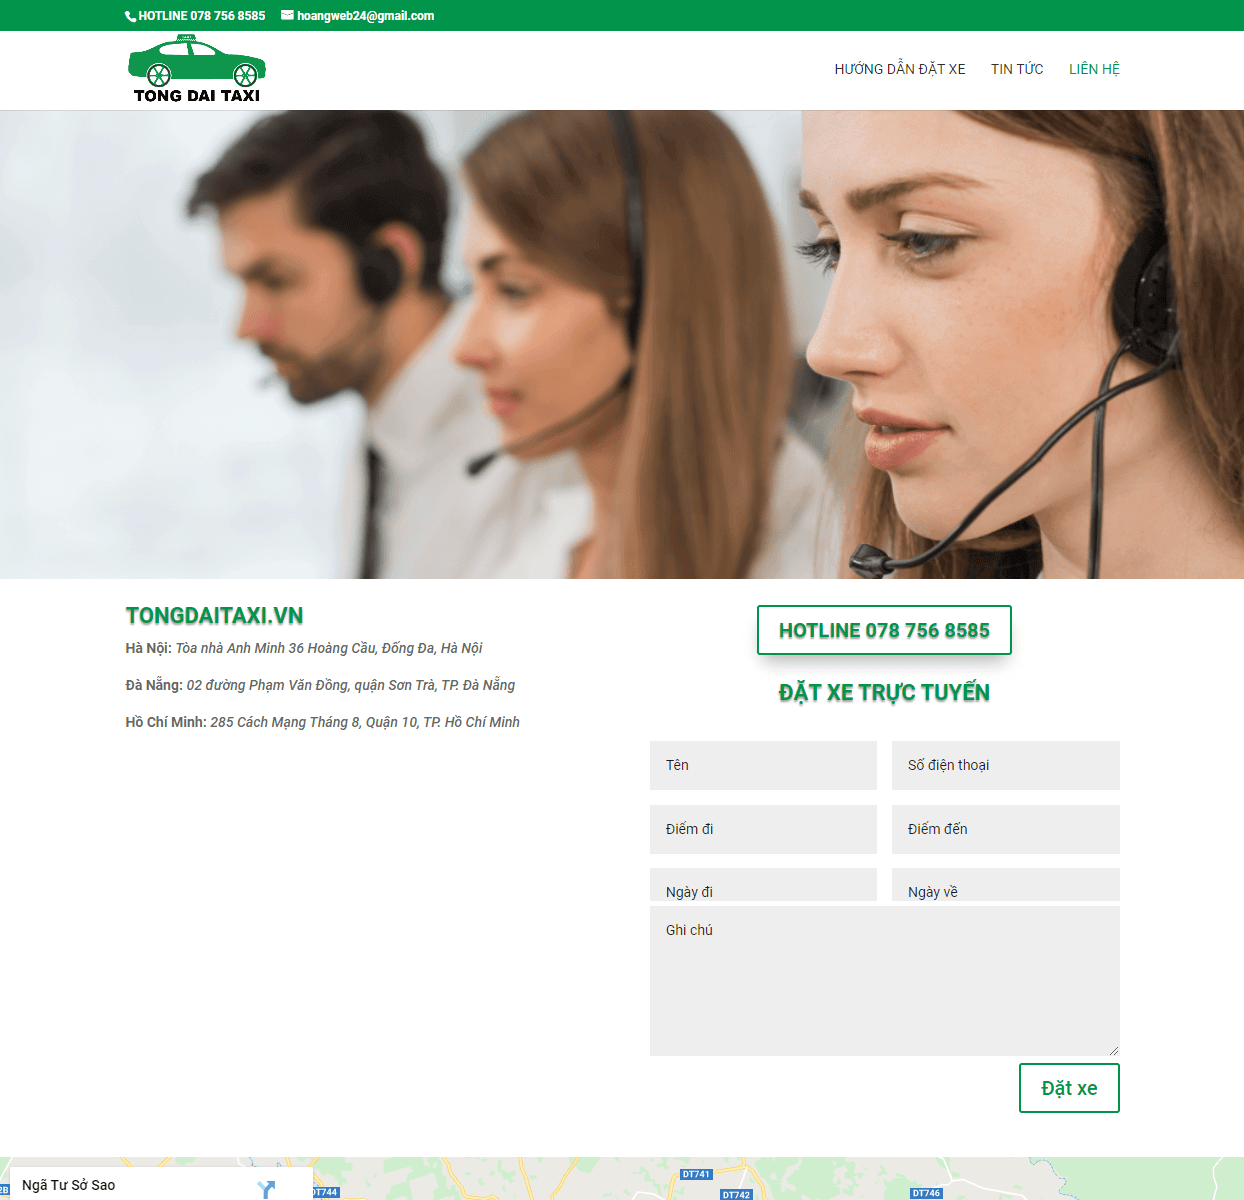 HOTLINE 078 756 8585 hoangweb24@gmail.com
TONG DAI TAXI
HƯỚNG DẪN ĐẶT XE TIN TỨC LIÊN HỆ
TONGDAITAXI.VN
Hà Nội: Tòa nhà Anh Minh 36 Hoàng Cầu, Đống Đa, Hà Nội
Đà Nẵng: 02 đường Phạm Văn Đồng, quận Sơn Trà, TP. Đà Nẵng
Hồ Chí Minh: 285 Cách Mạng Tháng 8, Quận 10, TP. Hồ Chí Minh
HOTLINE 078 756 8585
ĐẶT XE TRỰC TUYẾN
Tên
Số điện thoại
Điểm đi
Điểm đến
Ngày đi
Ngày về
Ghi chú
Đặt xe
Ngã Tư Sở Sao
DT744
DT741
DT742
DT746